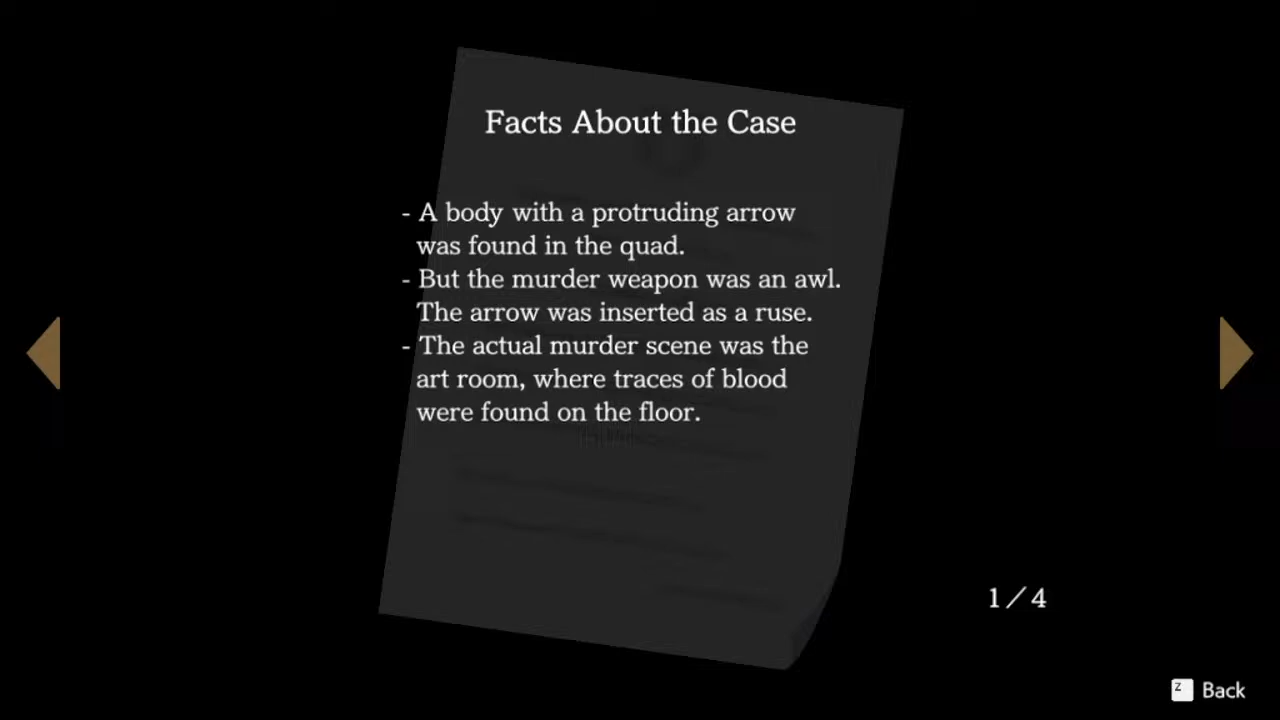 Facts About the Case
- A body with a protruding arrow
was found in the quad.
- But the murder weapon was an awl.
The arrow was inserted as a ruse.
- The actual murder scene was the
art room, where traces of blood
were found on the floor.
1／4
Z Back